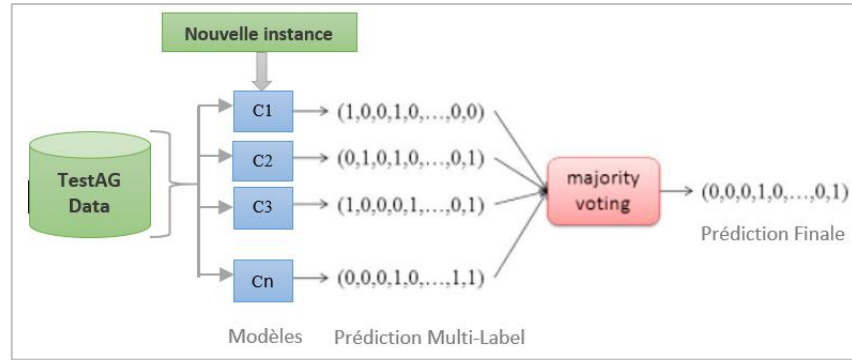 Nouvelle instance
C1
(1,0,0,1,0,…,0,0)
C2
(0,1,0,1,0,…,0,1)
C3
(1,0,0,0,1,…,0,1)
Cn
(0,0,0,1,0,…,1,1)
TestAG
Data
majority
voting
(0,0,0,1,0,…,0,1)
Prédiction Finale
Modèles
Prédiction Multi-Label